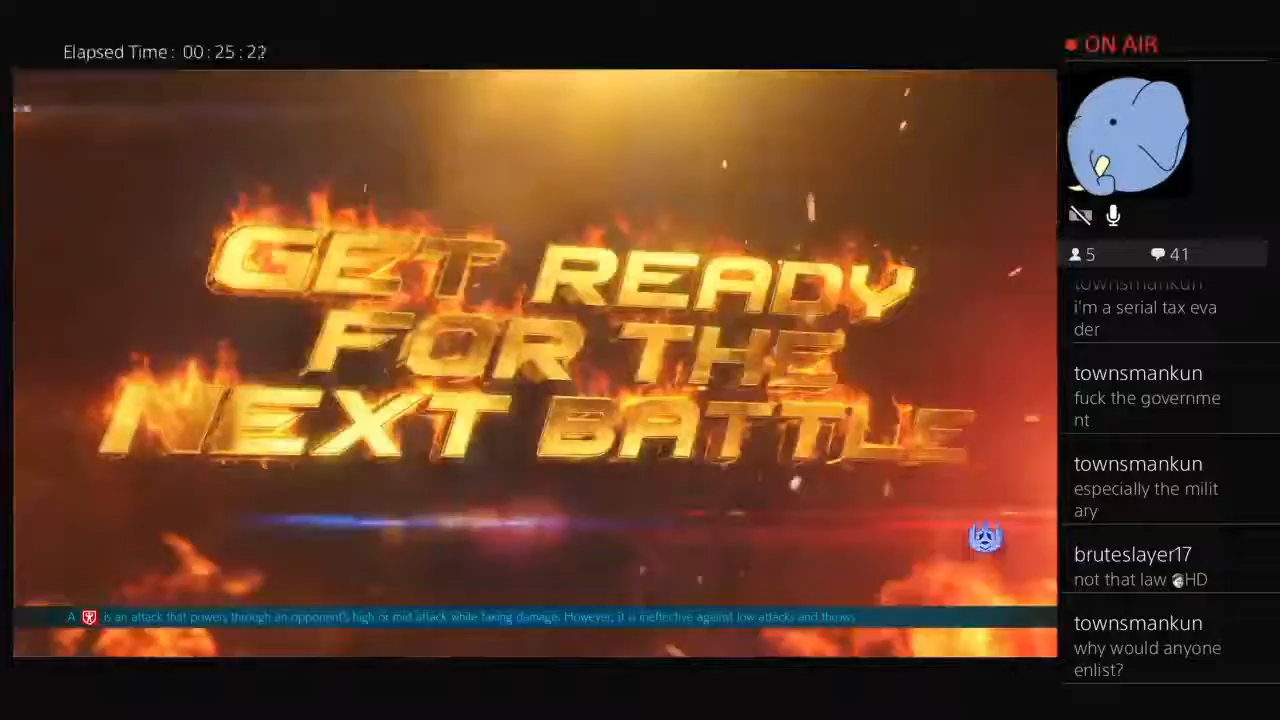 Elapsed Time: 00:25:22
ON AIR
GET READY
FOR THE
NEXT BATTLE
A is an attack that powers through an opponent's high or mid attack while taking damage. However, it is ineffective against low attacks and throws
5 41
townsmankun
i'm a serial tax eva
der
townsmankun
fuck the governme
nt
townsmankun
especially the milit
ary
bruteslayer17
not that law HD
townsmankun
why would anyone
enlist?